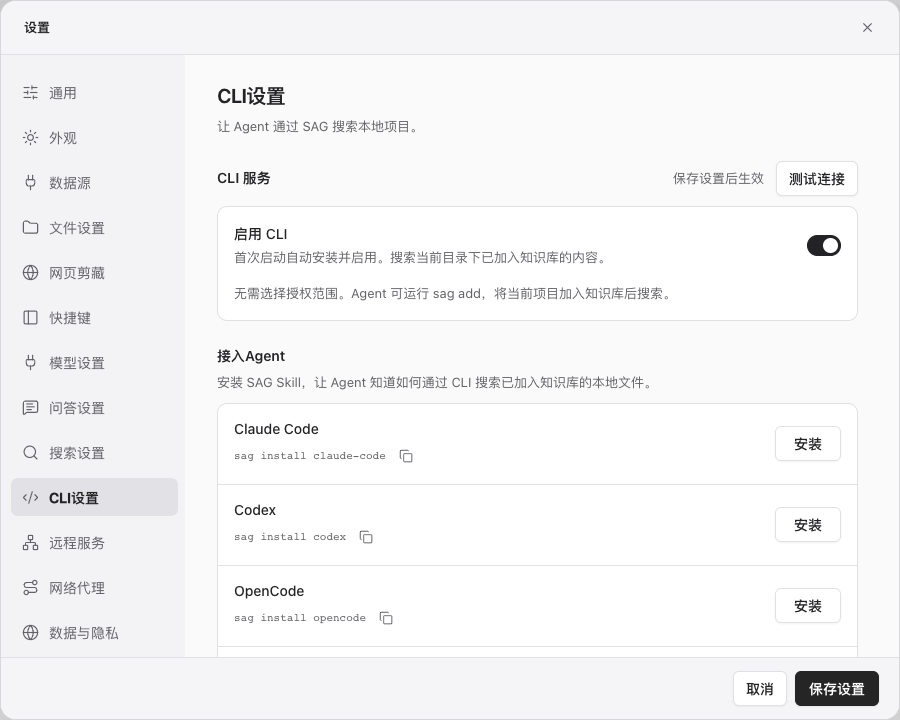 设置
通用
外观
数据源
文件设置
网页剪藏
快捷键
模型设置
问答设置
搜索设置
CLI设置
远程服务
网络代理
数据与隐私
CLI设置
让 Agent 通过 SAG 搜索本地项目。
CLI 服务
保存设置后生效
测试连接
启用 CLI
首次启动自动安装并启用。搜索当前目录下已加入知识库的内容。
无需选择授权范围。Agent 可运行 sag add，将当前项目加入知识库后搜索。
接入Agent
安装 SAG Skill，让 Agent 知道如何通过 CLI 搜索已加入知识库的本地文件。
Claude Code
sag install claude-code
安装
Codex
sag install codex
安装
OpenCode
sag install opencode
安装
取消
保存设置